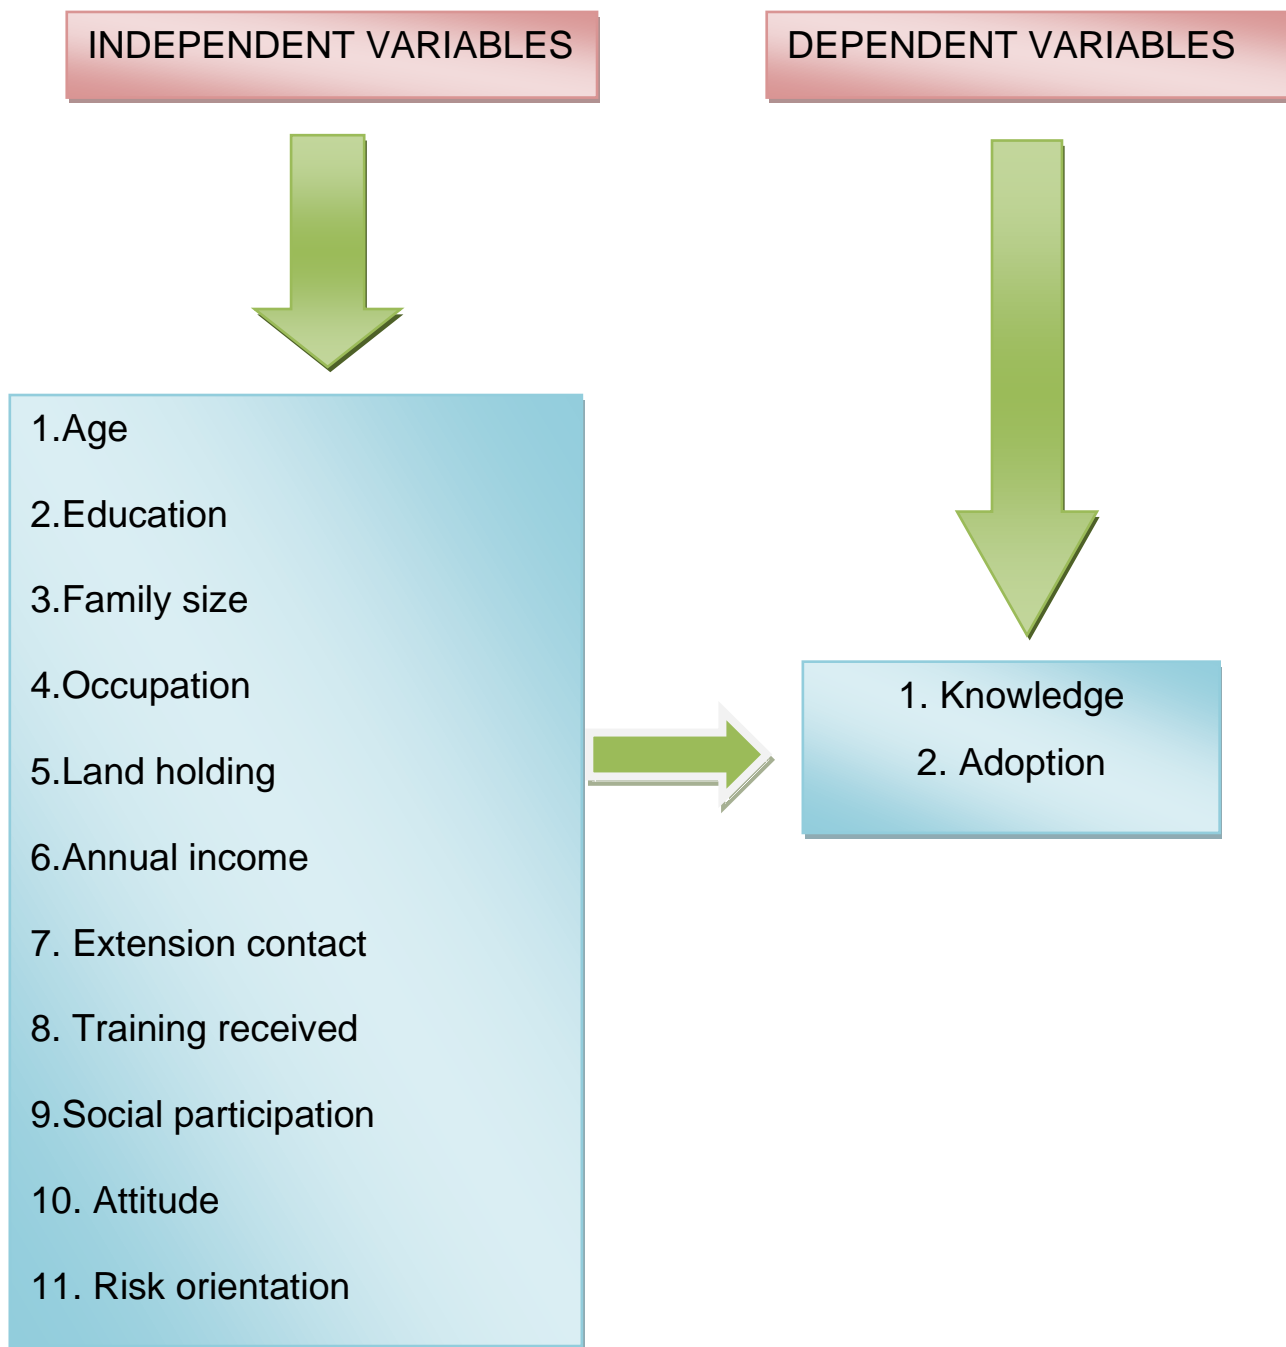 INDEPENDENT VARIABLES
DEPENDENT VARIABLES
1.Age
2.Education
3.Family size
4.Occupation
5.Land holding
6.Annual income
7. Extension contact
8. Training received
9.Social participation
10. Attitude
11. Risk orientation
1. Knowledge
2. Adoption